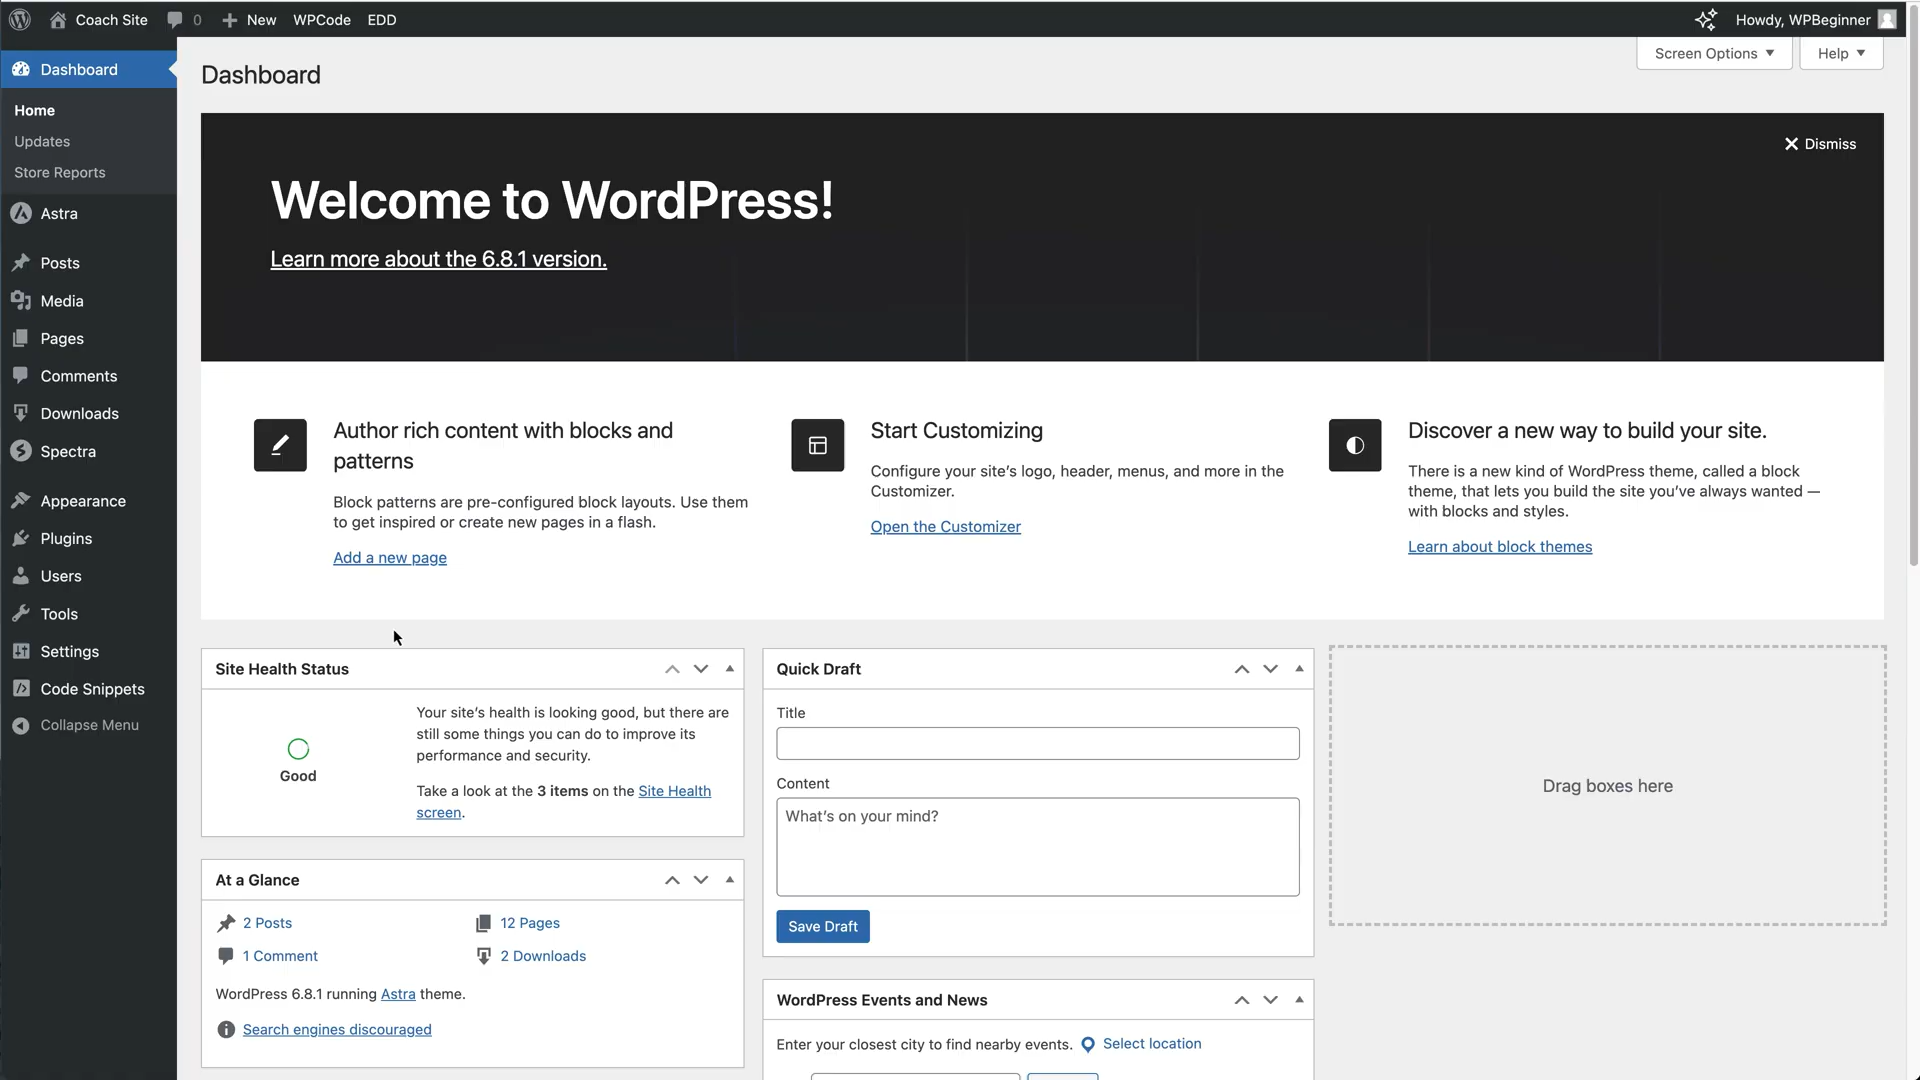 Coach Site
0
New
WPCode
EDD
Howdy, WPBeginner
Screen Options
Help
Dashboard
Home
Updates
Store Reports
Astra
Posts
Media
Pages
Comments
Downloads
Spectra
Appearance
Plugins
Users
Tools
Settings
Code Snippets
Collapse Menu
Dashboard
Dismiss
Welcome to WordPress!
Learn more about the 6.8.1 version.
Author rich content with blocks and
patterns
Block patterns are pre-configured block layouts. Use them
to get inspired or create new pages in a flash.
Add a new page
Start Customizing
Configure your site's logo, header, menus, and more in the
Customizer.
Open the Customizer
Discover a new way to build your site.
There is a new kind of WordPress theme, called a block
theme, that lets you build the site you've always wanted —
with blocks and styles.
Learn about block themes
Site Health Status
Good
Your site's health is looking good, but there are
still some things you can do to improve its
performance and security.
Take a look at the 3 items on the Site Health
screen.
At a Glance
2 Posts
12 Pages
1 Comment
2 Downloads
WordPress 6.8.1 running Astra theme.
Search engines discouraged
Quick Draft
Title
Content
What's on your mind?
Save Draft
WordPress Events and News
Enter your closest city to find nearby events.
Select location
Drag boxes here